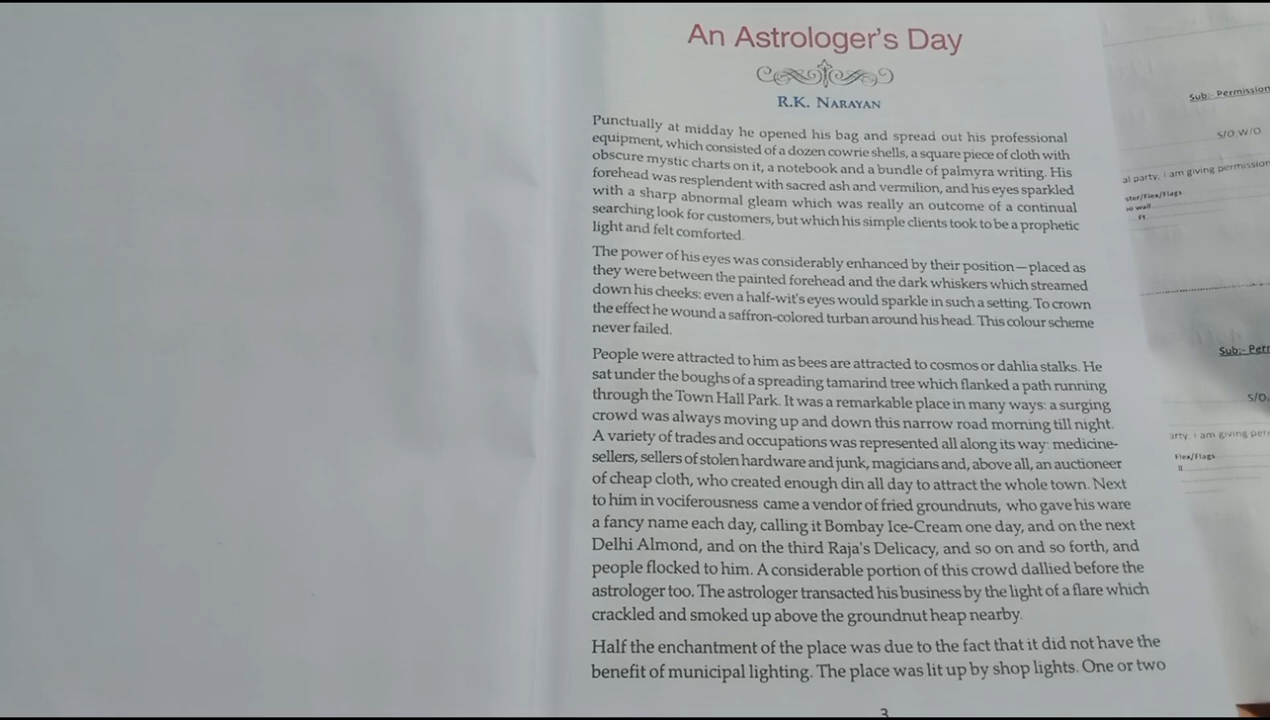 An Astrologer's Day
R.K. Narayan
Punctually at midday he opened his bag and spread out his professional
equipment, which consisted of a dozen cowrie shells, a square piece of cloth with
obscure mystic charts on it, a notebook and a bundle of palmyra writing. His
forehead was resplendent with sacred ash and vermilion, and his eyes sparkled
with a sharp abnormal gleam which was really an outcome of a continual
searching look for customers, but which his simple clients took to be a prophetic
light and felt comforted.
The power of his eyes was considerably enhanced by their position—placed as
they were between the painted forehead and the dark whiskers which streamed
down his cheeks: even a half-wit's eyes would sparkle in such a setting. To crown
the effect he wound a saffron-colored turban around his head. This colour scheme
never failed.
People were attracted to him as bees are attracted to cosmos or dahlia stalks. He
sat under the boughs of a spreading tamarind tree which flanked a path running
through the Town Hall Park. It was a remarkable place in many ways: a surging
crowd was always moving up and down this narrow road morning till night.
A variety of trades and occupations was represented all along its way: medicine-
sellers, sellers of stolen hardware and junk, magicians and, above all, an auctioneer
of cheap cloth, who created enough din all day to attract the whole town. Next
to him in vociferousness came a vendor of fried groundnuts, who gave his ware
a fancy name each day, calling it Bombay Ice-Cream one day, and on the next
Delhi Almond, and on the third Raja's Delicacy, and so on and so forth, and
people flocked to him. A considerable portion of this crowd dallied before the
astrologer too. The astrologer transacted his business by the light of a flare which
crackled and smoked up above the groundnut heap nearby.
Half the enchantment of the place was due to the fact that it did not have the
benefit of municipal lighting. The place was lit up by shop lights. One or two
3
Sub:- Permission
S/O.W/O
al party, i am giving permission
ster/Flex/Flags
wall
Ft
Sub:- Perr
S/O,
arty, i am giving per
Flex/Flags
ll